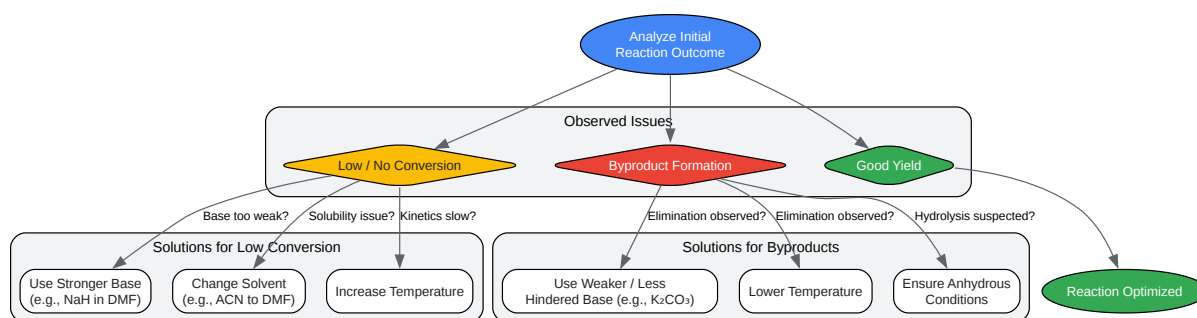 Analyze Initial
Reaction Outcome
Observed Issues
Low / No Conversion
Byproduct Formation
Good Yield
Base too weak?
Solubility issue?
Kinetics slow?
Elimination observed?
Elimination observed?
Hydrolysis suspected?
Solutions for Low Conversion
Solutions for Byproducts
Use Stronger Base
(e.g., NaH in DMF)
Change Solvent
(e.g., ACN to DMF)
Increase Temperature
Use Weaker / Less
Hindered Base (e.g., K₂CO₃)
Lower Temperature
Ensure Anhydrous
Conditions
Reaction Optimized